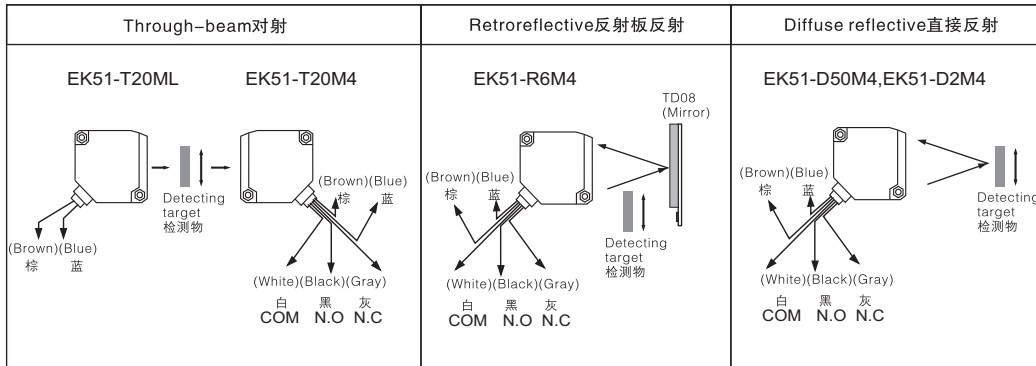 Through-beam对射
EK51-T20ML
EK51-T20M4
Detecting
target
检测物
(Brown)(Blue)
棕 蓝
(Brown)(Blue)
棕 蓝
(White)(Black)(Gray)
白 黑 灰
COM N.O N.C
Retroreflective反射板反射
EK51-R6M4
TD08
(Mirror)
(Brown)(Blue)
棕 蓝
Detecting
target
检测物
(White)(Black)(Gray)
白 黑 灰
COM N.O N.C
Diffuse reflective直接反射
EK51-D50M4,EK51-D2M4
(Brown)(Blue)
棕 蓝
Detecting
target
检测物
(White)(Black)(Gray)
白 黑 灰
COM N.O N.C